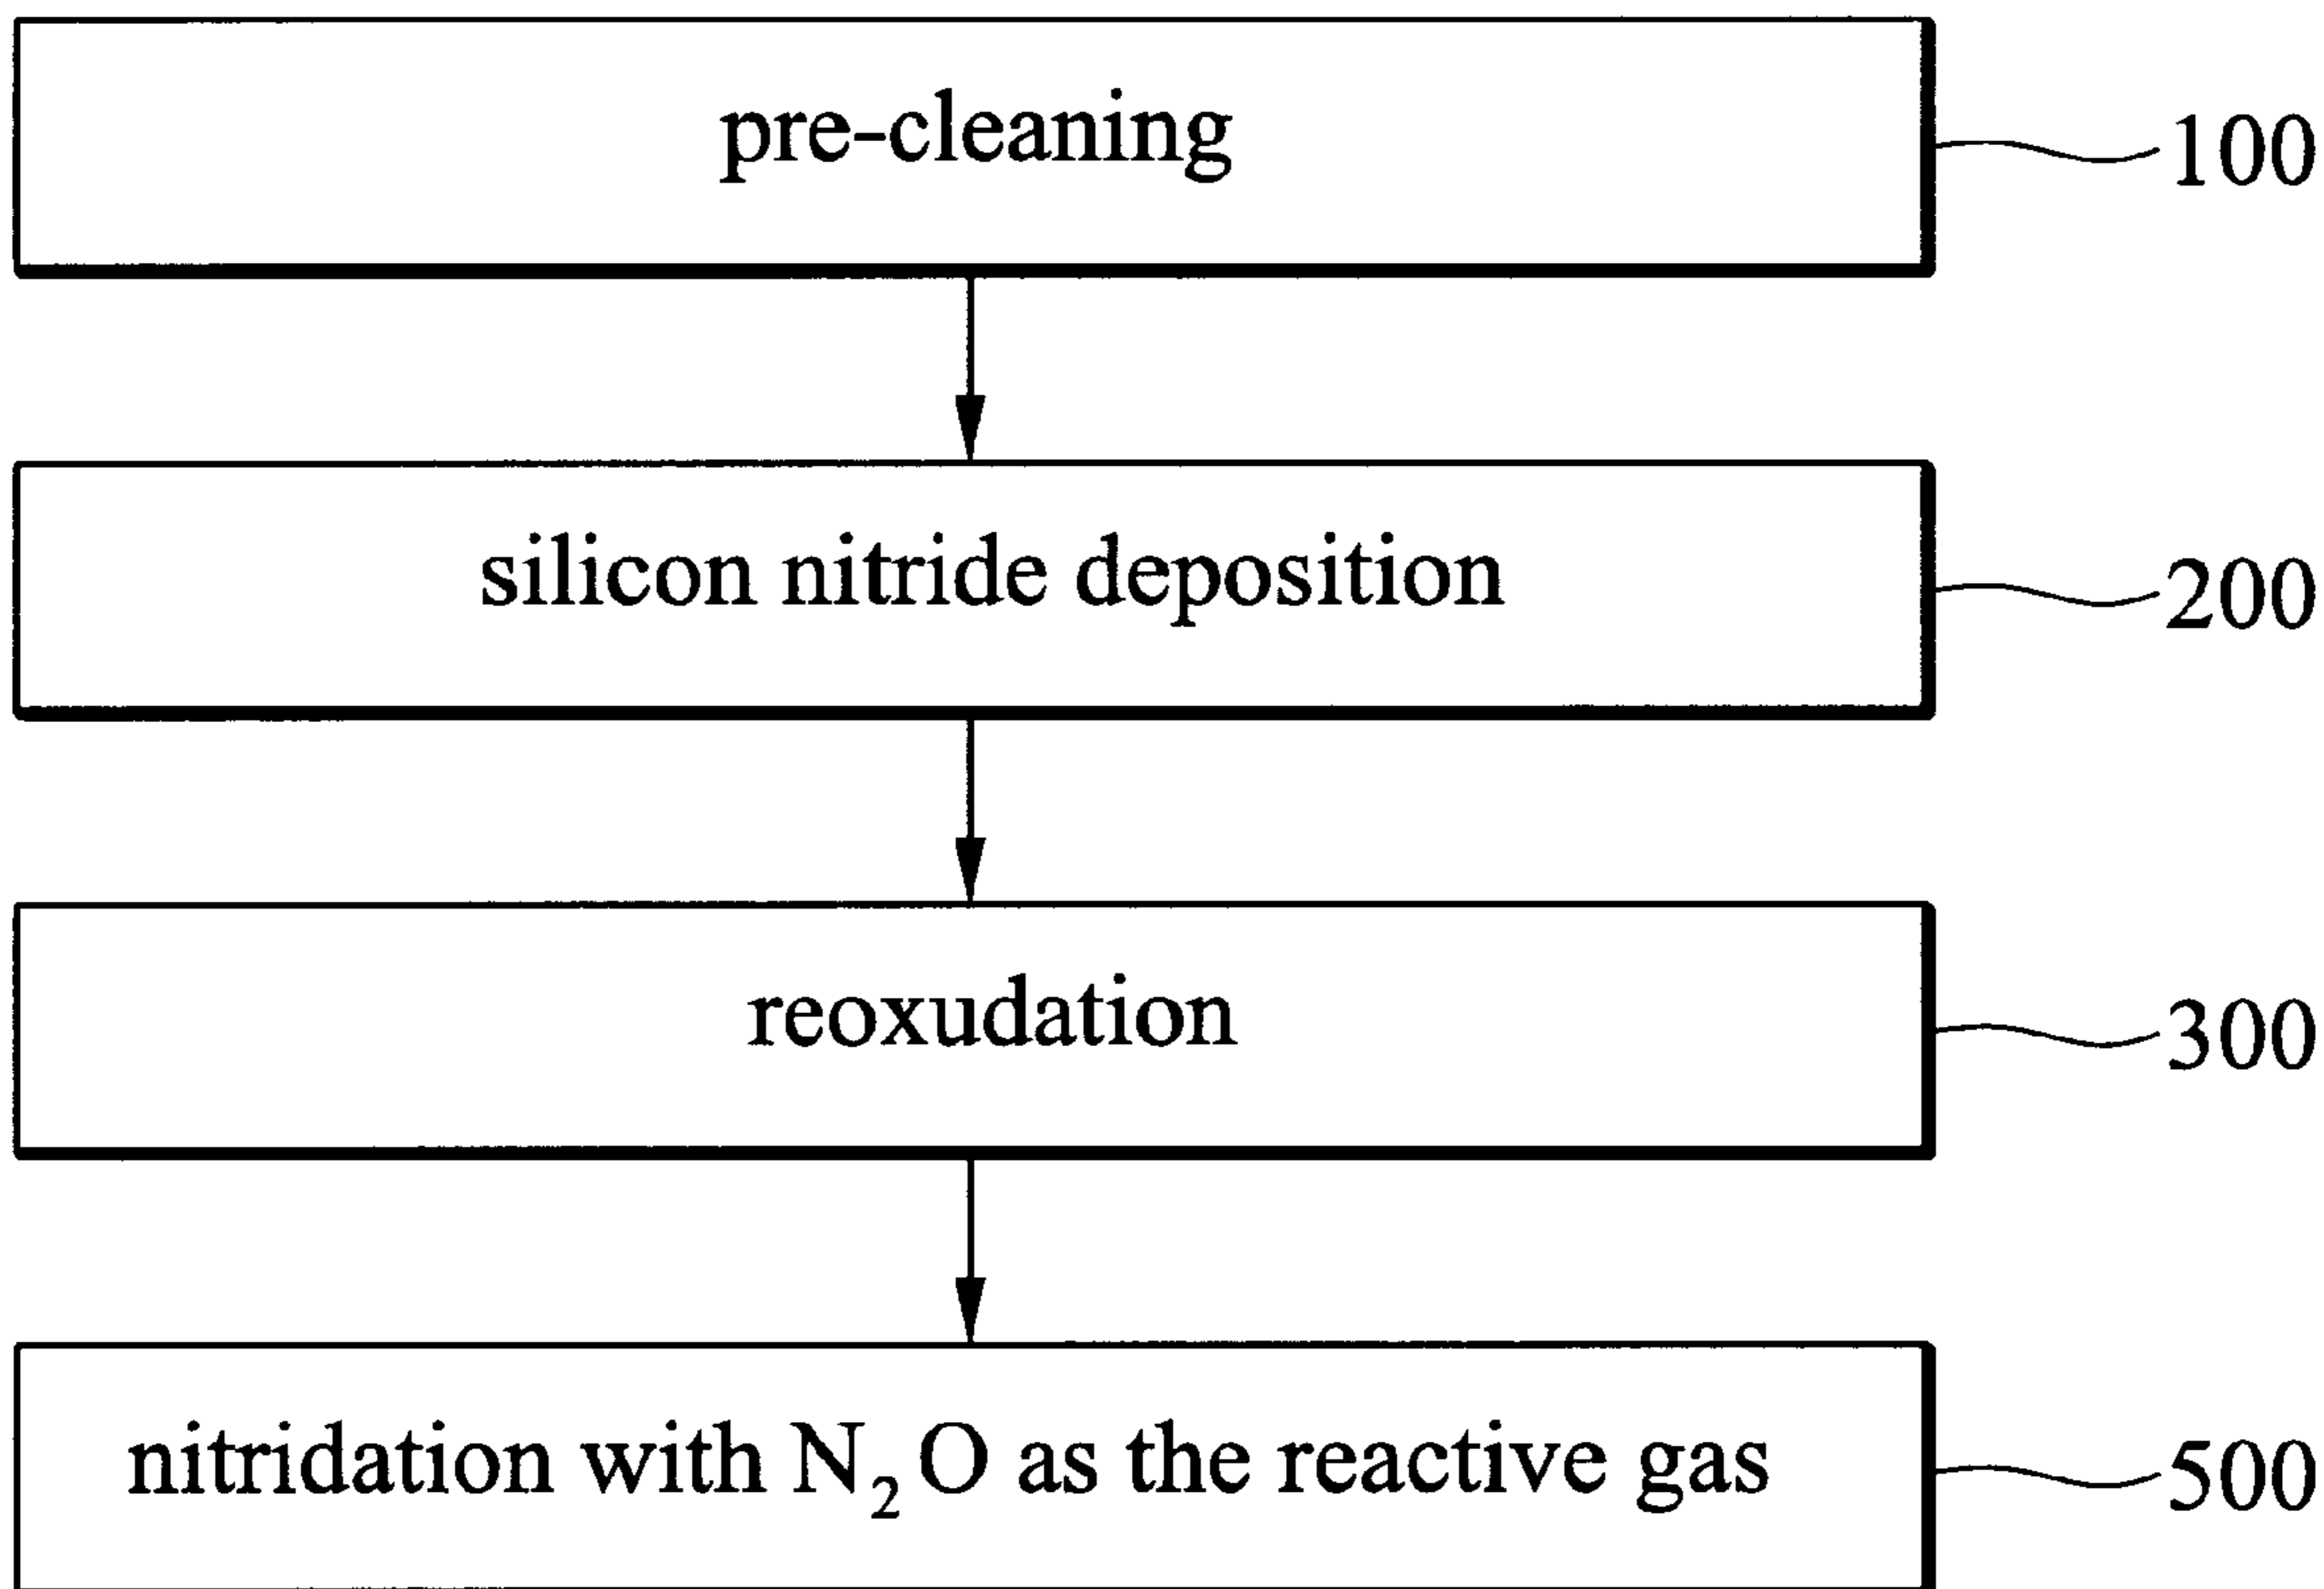 pre-cleaning 100
silicon nitride deposition 200
reoxudation 300
nitridation with N₂O as the reactive gas 500